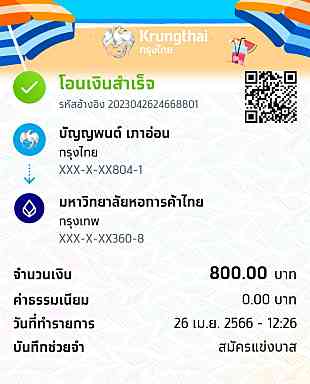 Krungthai
กรุงไทย
โอนเงินสำเร็จ
รหัสอ้างอิง 2023042624668801
บัญญพนต์ เภาอ่อน
กรุงไทย
XXX-X-XX804-1
มหาวิทยาลัยหอการค้าไทย
กรุงเทพ
XXX-X-XX360-8
จำนวนเงิน 800.00 บาท
ค่าธรรมเนียม 0.00 บาท
วันที่ทำรายการ 26 เม.ย. 2566 - 12:26
บันทึกช่วยจำ สมัครแข่งบาส